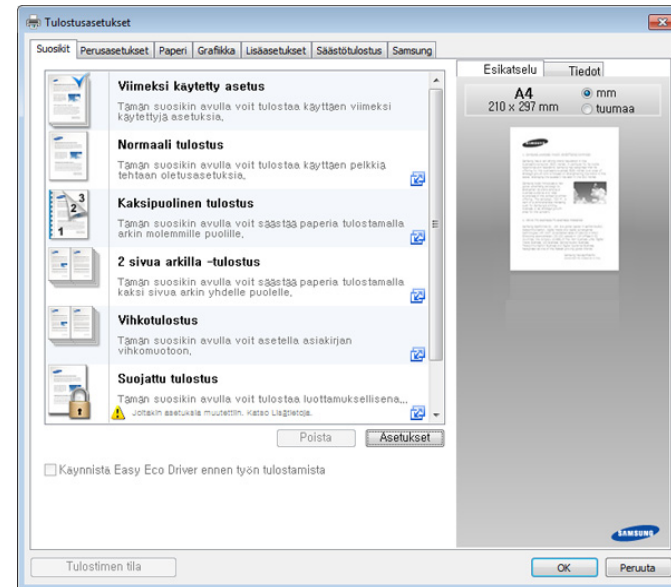 Tulostusasetukset
Suosikit Perusasetukset Paperi Grafiikka Lisäasetukset Säästötulostus Samsung
Viimeksi käytetty asetus
Tämän suosikin avulla voit tulostaa käyttäen viimeksi
käytettyjä asetuksia.
Normaali tulostus
Tämän suosikin avulla voit tulostaa käyttäen pelkkiä
tehtaan oletusasetuksia.
Kaksipuolinen tulostus
Tämän suosikin avulla voit säästää paperia tulostamalla
arkin molemmille puolille.
2 sivua arkilla -tulostus
Tämän suosikin avulla voit säästää paperia tulostamalla
kaksi sivua arkin yhdelle puolelle.
Vihkotulostus
Tämän suosikin avulla voit asetella asiakirjan
vihkomuotoon.
Suojattu tulostus
Tämän suosikin avulla voit tulostaa luottamuksellisena...
Joitakin asetuksia muutettiin. Katso Lisätietoja.
Poista Asetukset
Käynnistä Easy Eco Driver ennen työn tulostamista
Esikatselu Tiedot
A4 mm
210 x 297 mm tuumaa
SAMSUNG
Tulostimen tila OK Peruuta